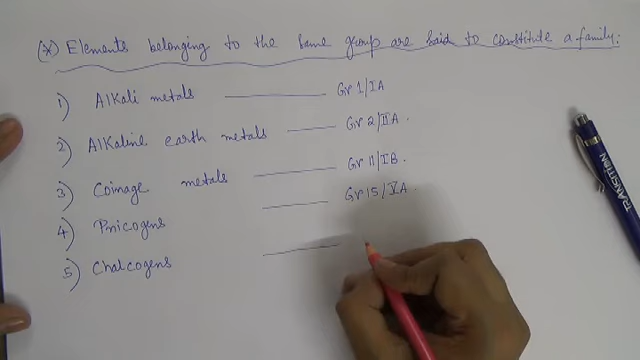 (*) Elements belonging to the same group are said to constitute a family:
1) Alkali metals ——— Gr 1/IA
2) Alkaline earth metals —— Gr 2/IIA.
3) Coinage metals ——— Gr 11/IB.
4) Pnicogens ——— Gr 15/VA.
5) Chalcogens ———
TRANSITION